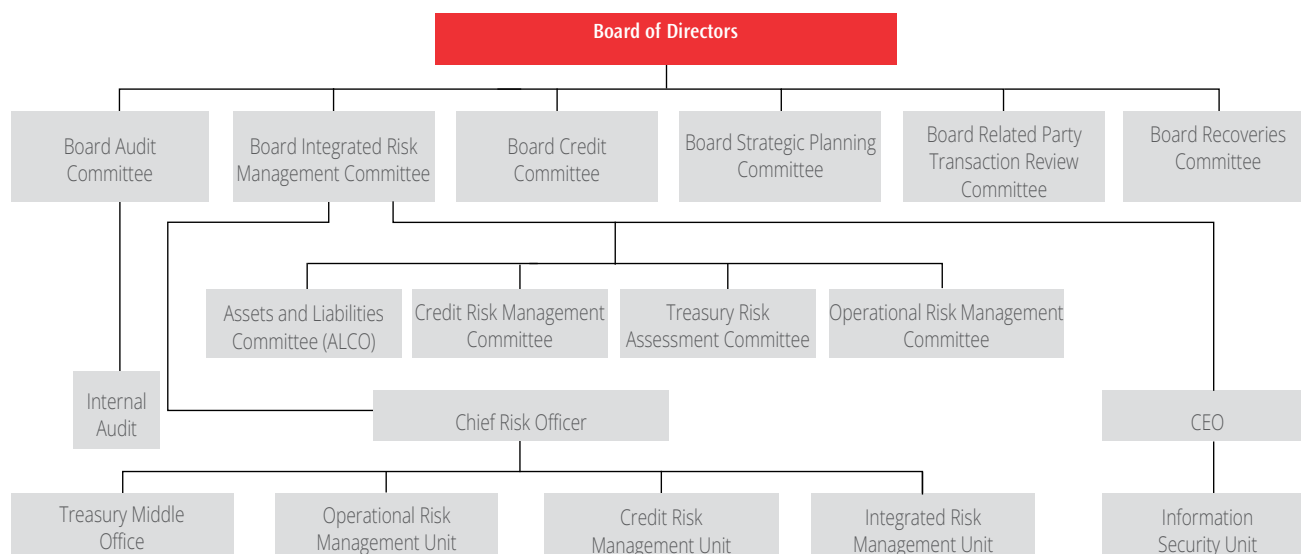 Board of Directors
Board Audit
Committee
Board Integrated Risk
Management Committee
Board Credit
Committee
Board Strategic Planning
Committee
Board Related Party
Transaction Review
Committee
Board Recoveries
Committee
Assets and Liabilities
Committee (ALCO)
Credit Risk Management
Committee
Treasury Risk
Assessment Committee
Operational Risk Management
Committee
Internal
Audit
Chief Risk Officer
CEO
Treasury Middle
Office
Operational Risk
Management Unit
Credit Risk
Management Unit
Integrated Risk
Management Unit
Information
Security Unit